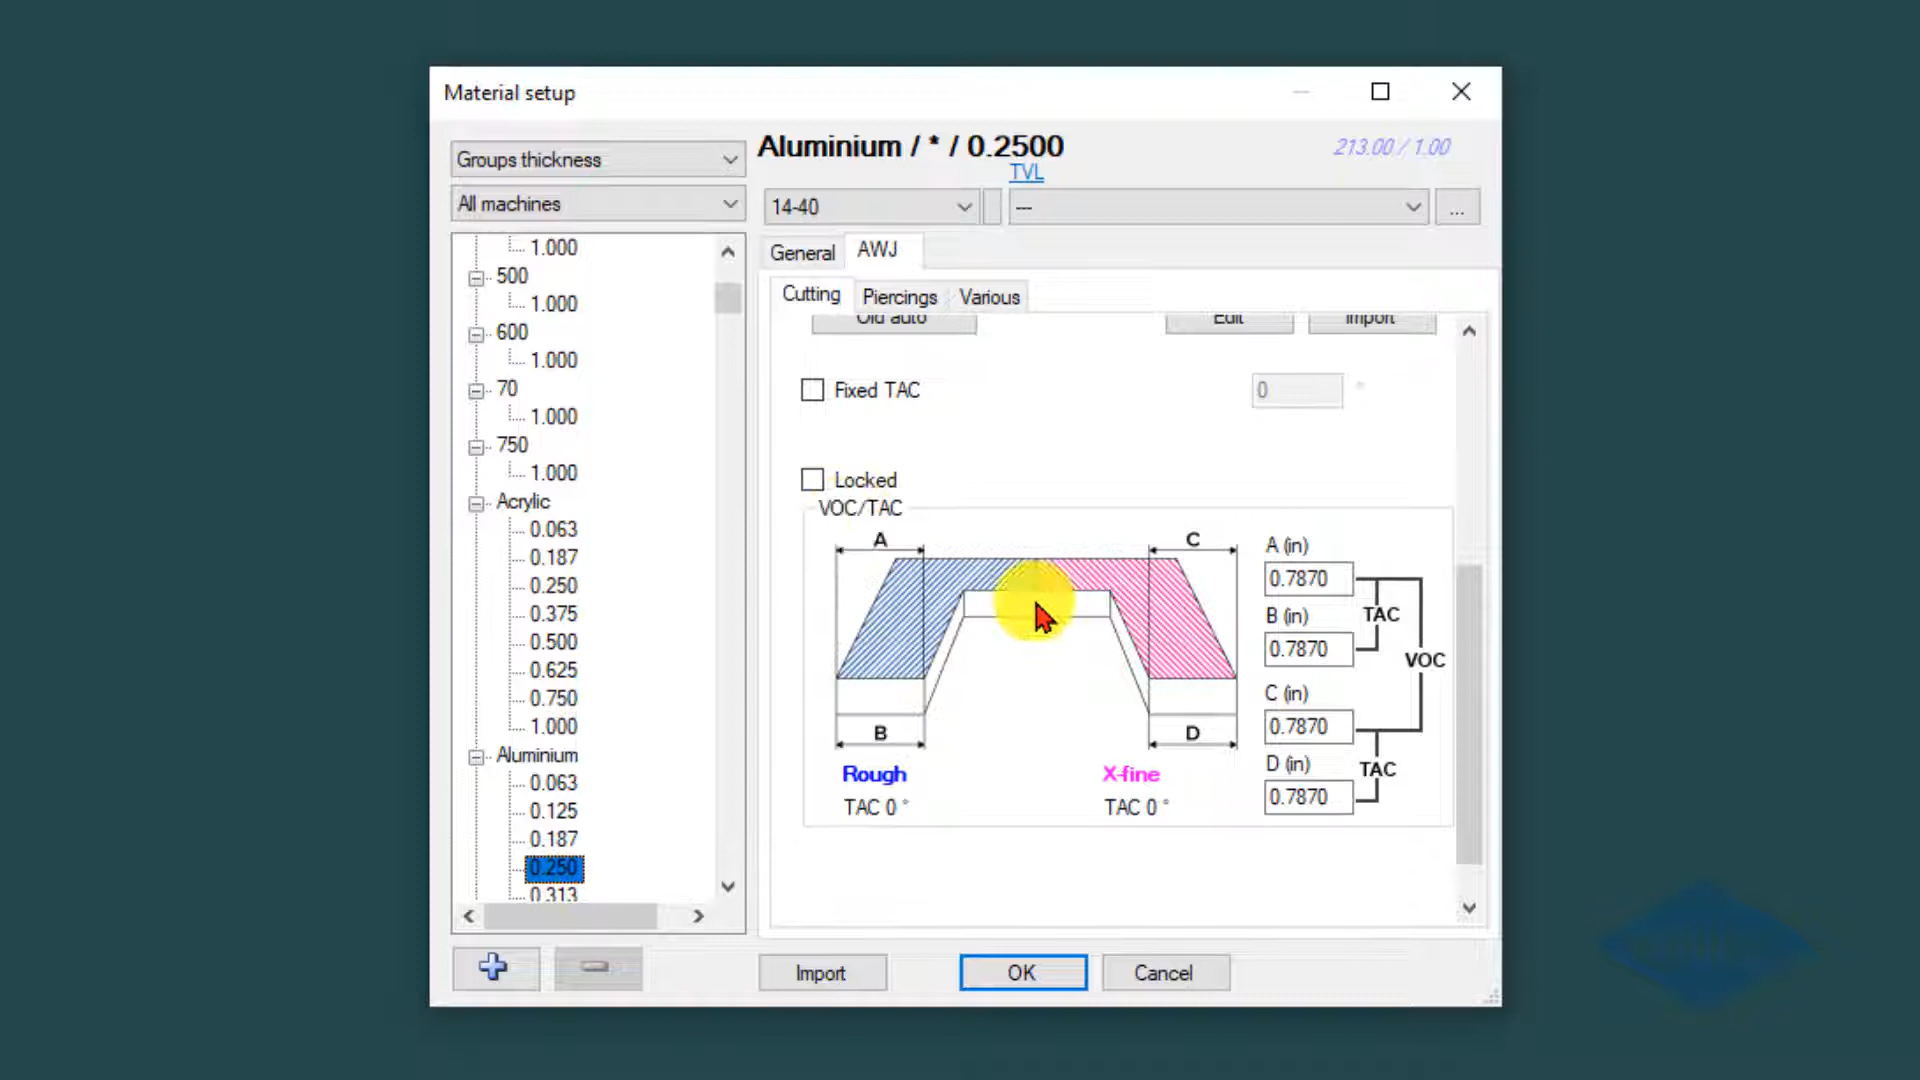 Material setup
Groups thickness
All machines
1.000
500
1.000
600
1.000
70
1.000
750
1.000
Acrylic
0.063
0.187
0.250
0.375
0.500
0.625
0.750
1.000
Aluminium
0.063
0.125
0.187
0.250
0.313
Aluminium / * / 0.2500
213.00 / 1.00
TVL
14-40
---
...
General
AWJ
Cutting
Piercings
Various
Old auto
Edit
Import
Fixed TAC
0
°
Locked
VOC/TAC
A
C
B
D
Rough
X-fine
TAC 0 °
TAC 0 °
A (in)
0.7870
B (in)
0.7870
C (in)
0.7870
D (in)
0.7870
TAC
VOC
TAC
Import
OK
Cancel